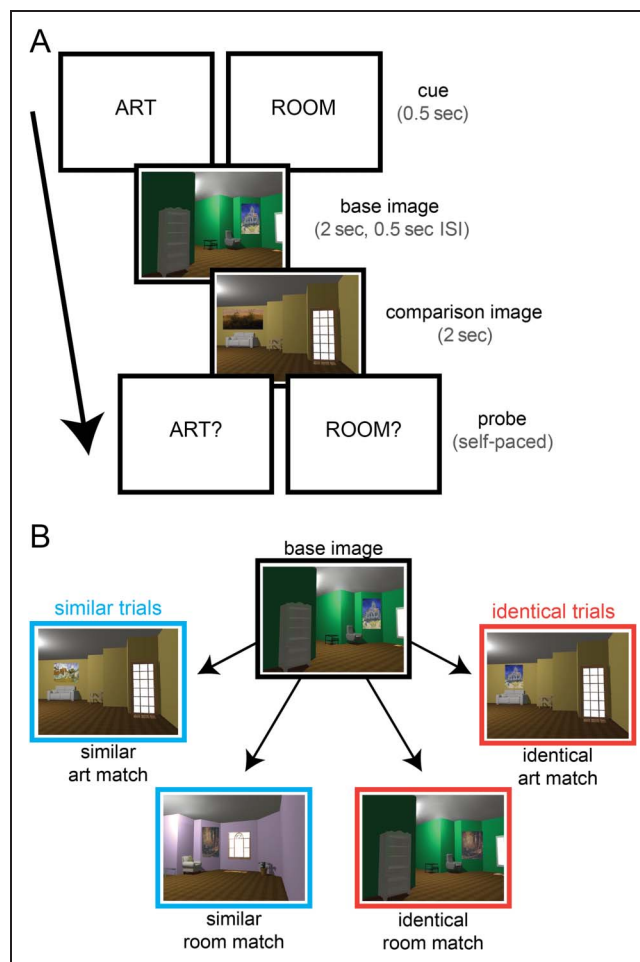 A
ART
ROOM
cue
(0.5 sec)
base image
(2 sec, 0.5 sec ISI)
comparison image
(2 sec)
ART?
ROOM?
probe
(self-paced)
B
base image
similar trials
identical trials
similar
art match
identical
art match
similar
room match
identical
room match